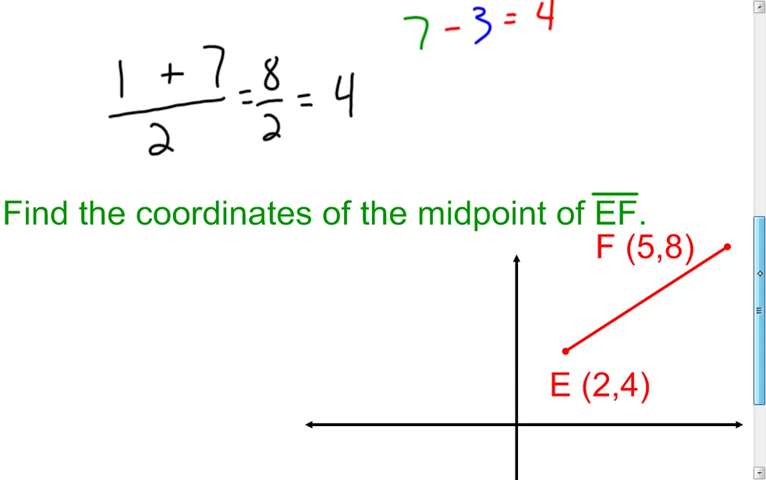 7 - 3 = 4
1 + 7 / 2 = 8 / 2 = 4
Find the coordinates of the midpoint of EF.
F (5,8)
E (2,4)